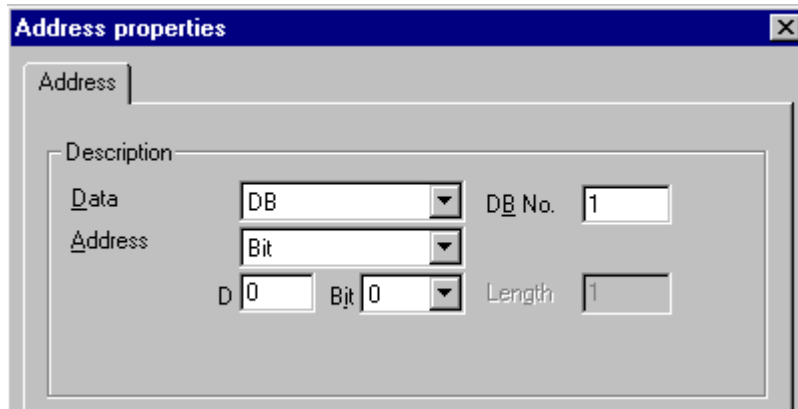 Address properties
Address
Description
Data DB DB No. 1
Address Bit
D 0 Bit 0 Length 1